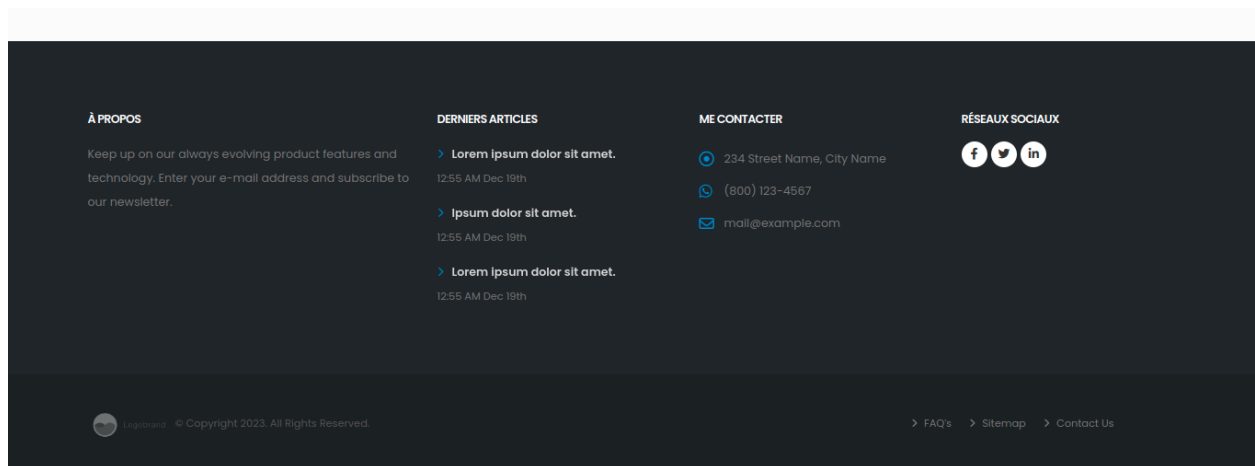 À PROPOS
Keep up on our always evolving product features and
technology. Enter your e-mail address and subscribe to
our newsletter.
DERNIERS ARTICLES
Lorem ipsum dolor sit amet.
12:55 AM Dec 19th
Ipsum dolor sit amet.
12:55 AM Dec 19th
Lorem ipsum dolor sit amet.
12:55 AM Dec 19th
ME CONTACTER
234 Street Name, City Name
(800) 123-4567
mail@example.com
RÉSEAUX SOCIAUX
© Copyright 2023. All Rights Reserved.
FAQ's
Sitemap
Contact Us